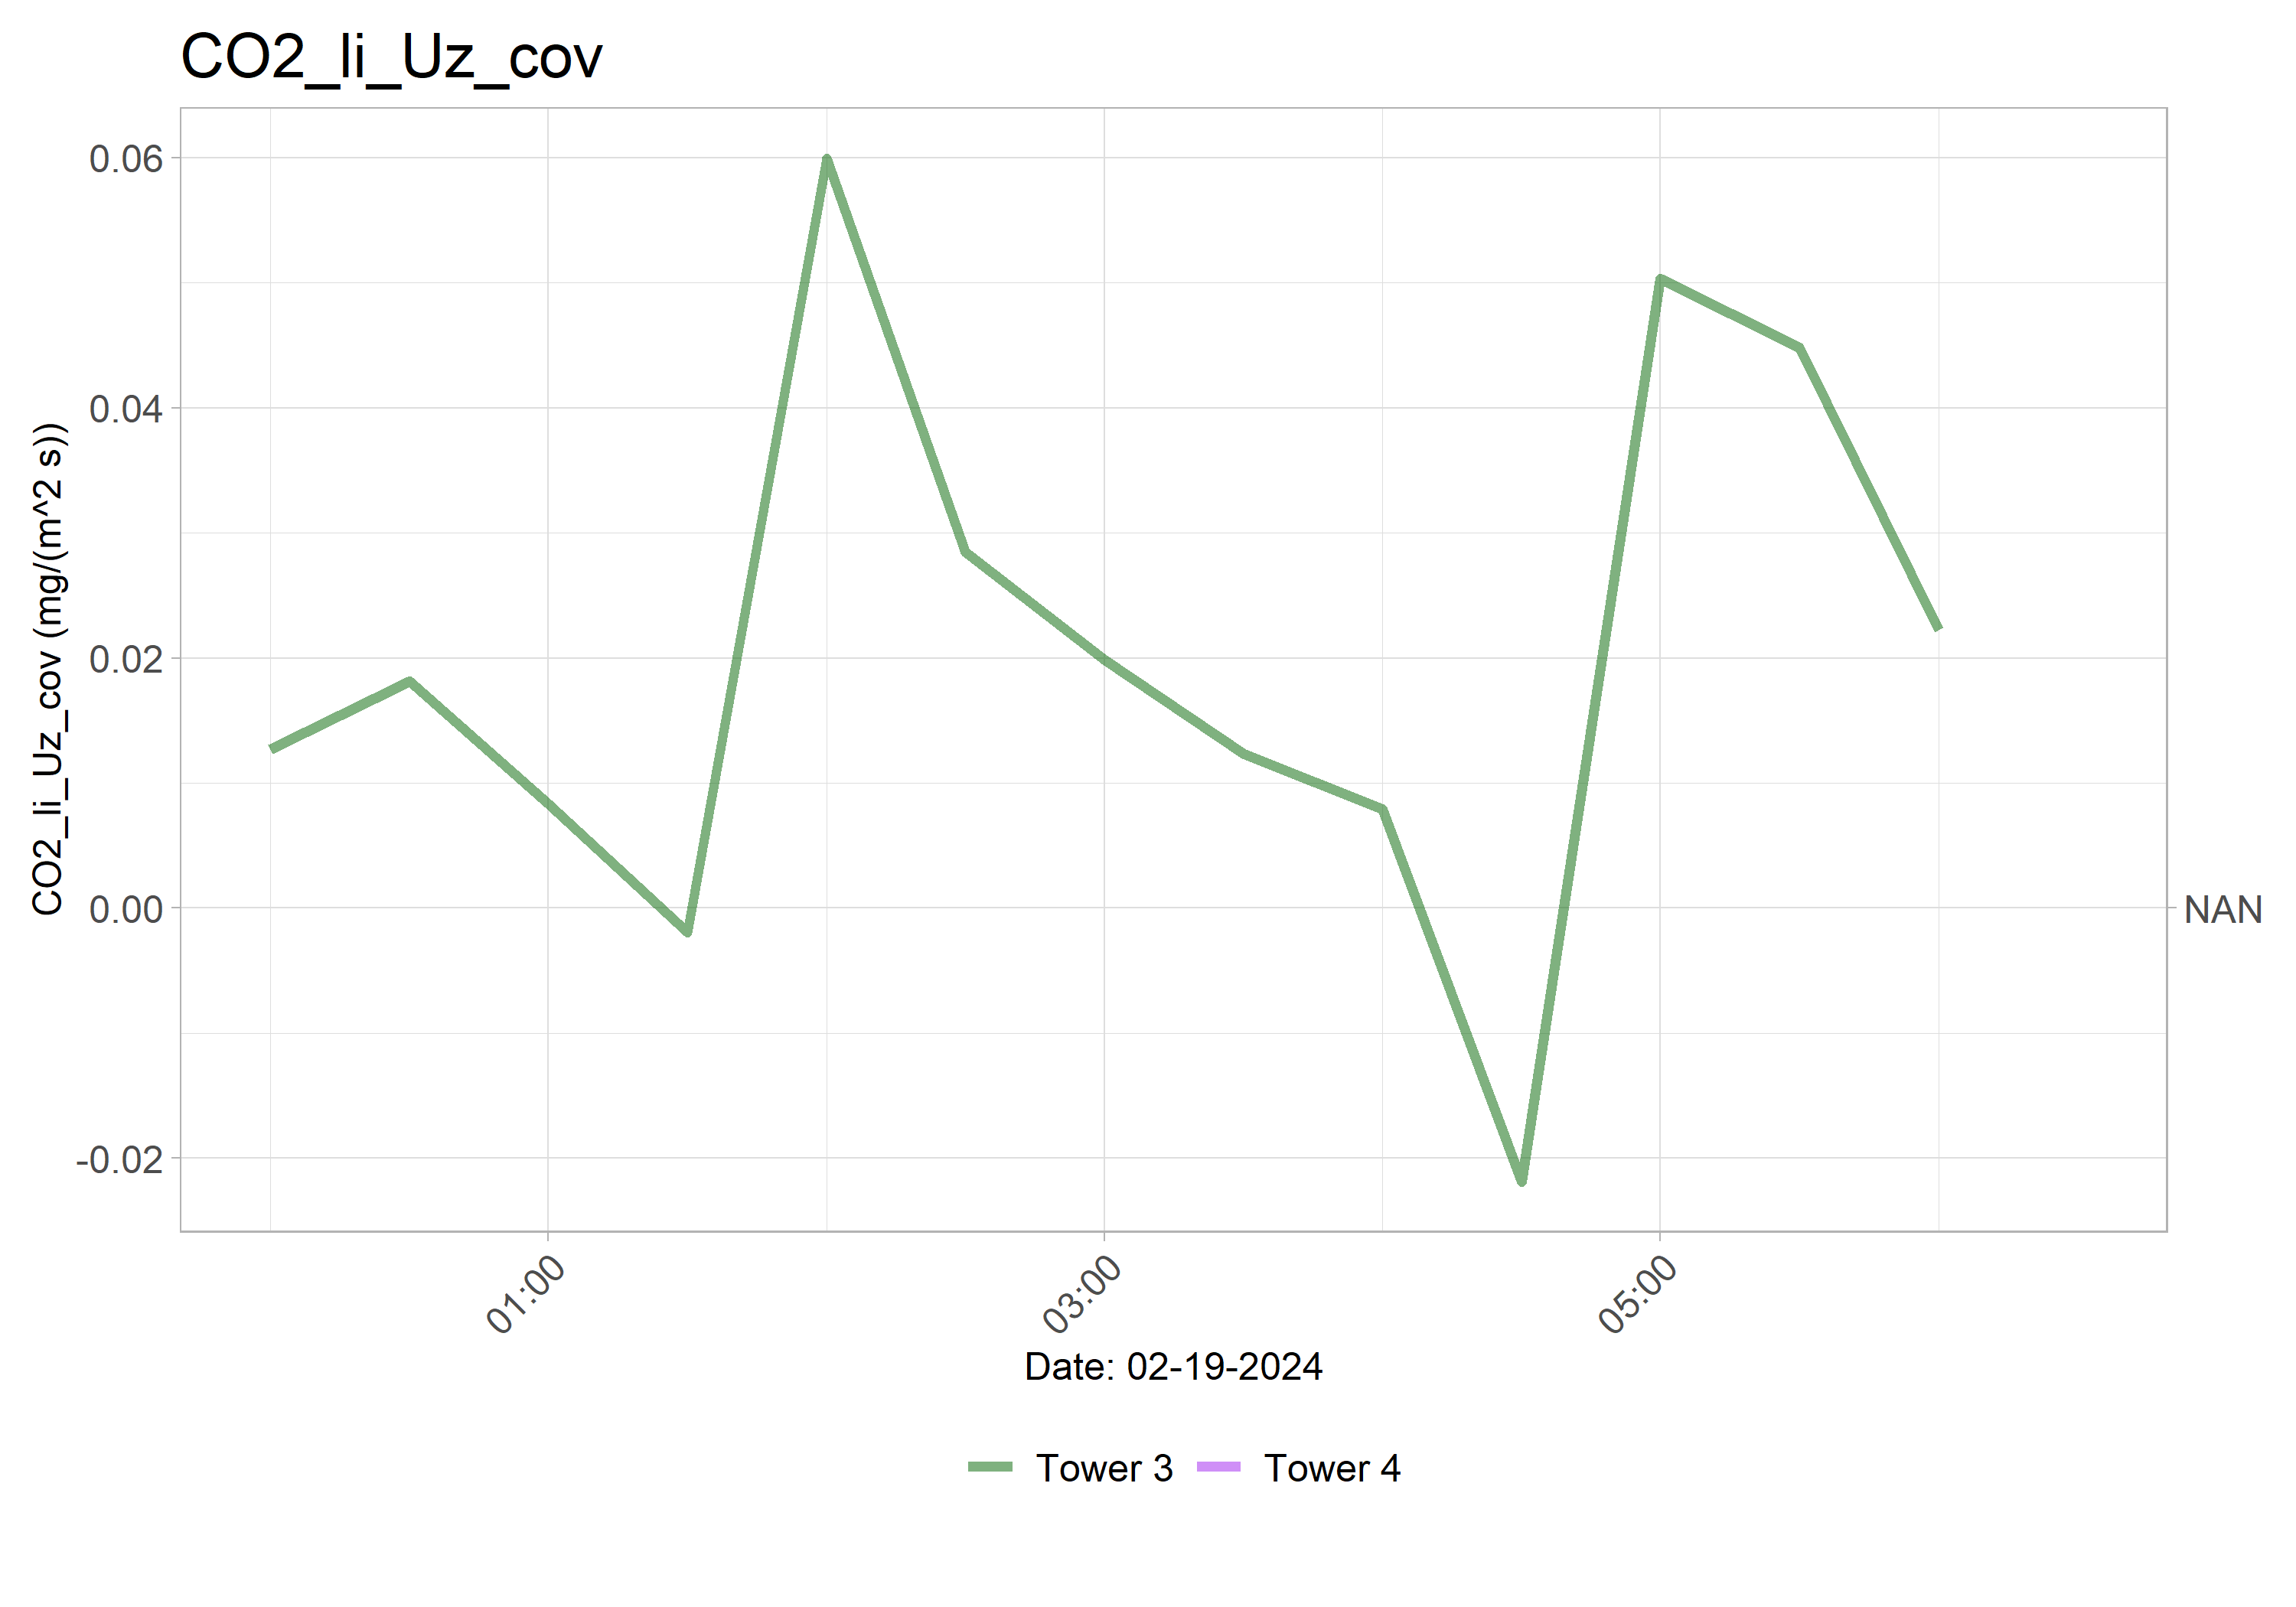 CO2_li_Uz_cov
CO2_li_Uz_cov (mg/(m^2 s))
0.06
0.04
0.02
0.00
-0.02
NAN
01:00
03:00
05:00
Date: 02-19-2024
Tower 3
Tower 4